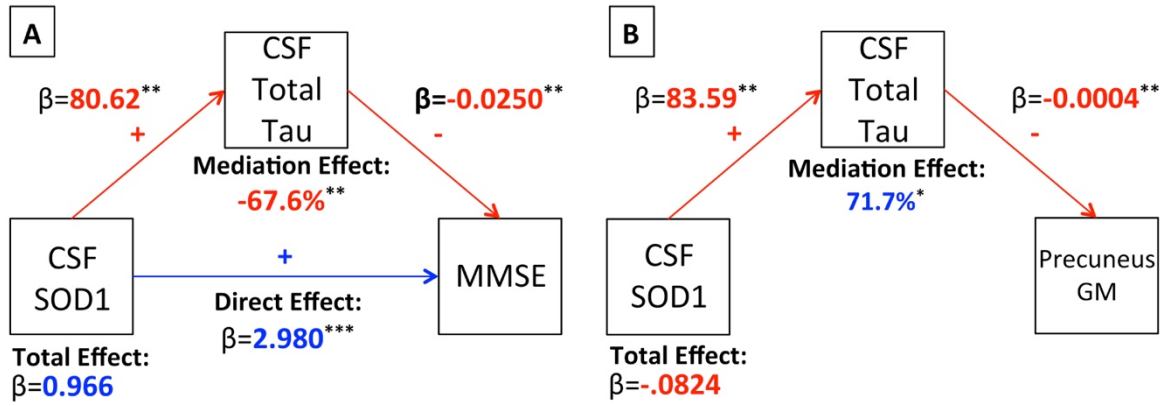 A
CSF
Total
Tau
β=80.62**
+
β=-0.0250**
-
Mediation Effect:
-67.6%**
CSF
SOD1
+
Direct Effect:
β=2.980***
MMSE
Total Effect:
β=0.966
B
CSF
Total
Tau
β=83.59**
+
β=-0.0004**
-
Mediation Effect:
71.7%*
CSF
SOD1
Precuneus
GM
Total Effect:
β=-.0824